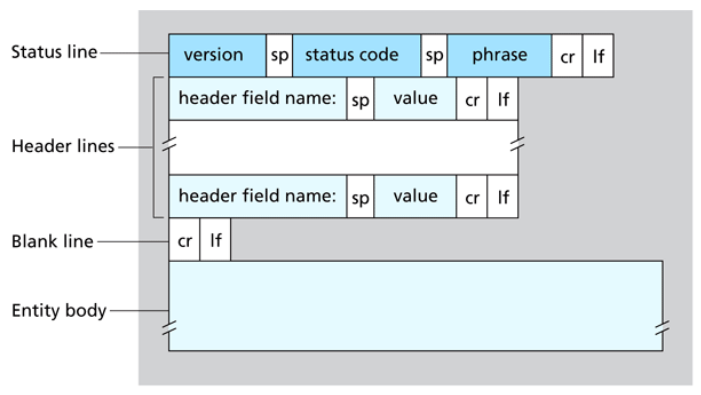 Status line version sp status code sp phrase cr lf
header field name: sp value cr lf
Header lines
header field name: sp value cr lf
Blank line cr lf
Entity body